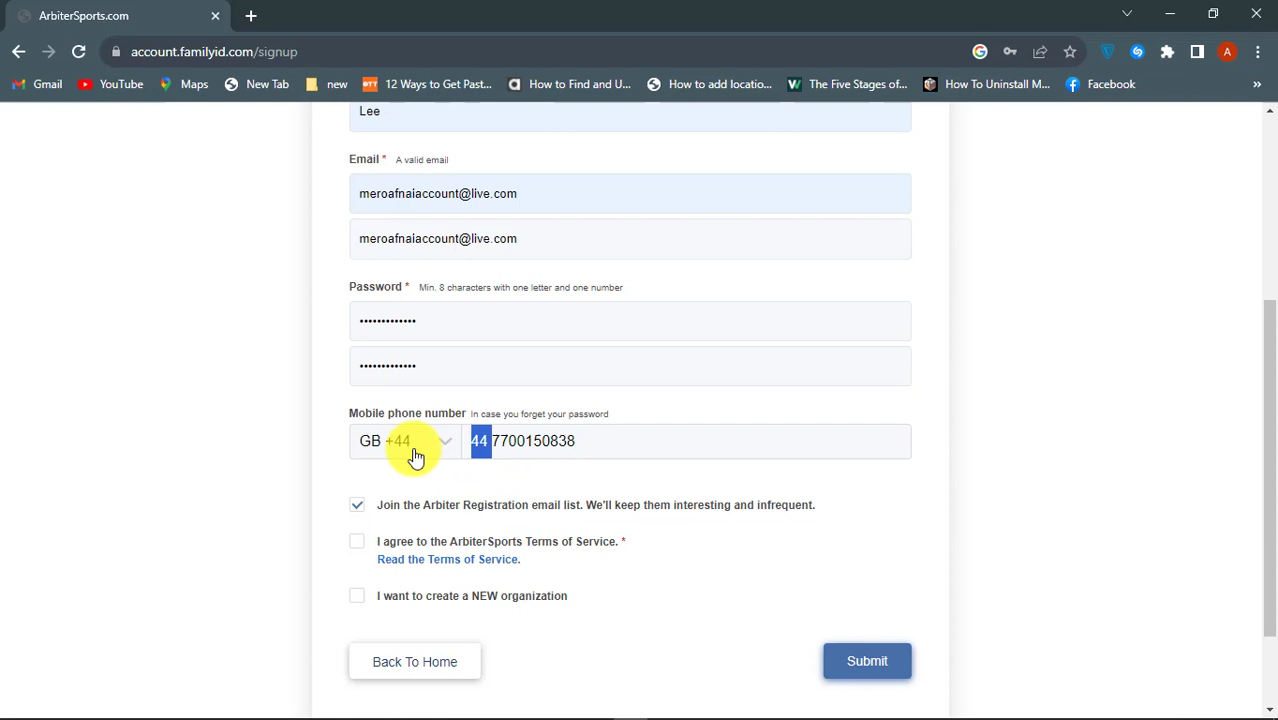 ArbiterSports.com
account.familyid.com/signup
A
Gmail YouTube Maps New Tab new 12 Ways to Get Past... How to Find and U... How to add locatio... The Five Stages of... How To Uninstall M... Facebook »
Lee
Email * A valid email
meroafnaiaccount@live.com
meroafnaiaccount@live.com
Password * Min. 8 characters with one letter and one number
•••••••••••••
•••••••••••••
Mobile phone number In case you forget your password
GB +44 44 7700150838
Join the Arbiter Registration email list. We'll keep them interesting and infrequent.
I agree to the ArbiterSports Terms of Service. *
Read the Terms of Service.
I want to create a NEW organization
Back To Home Submit